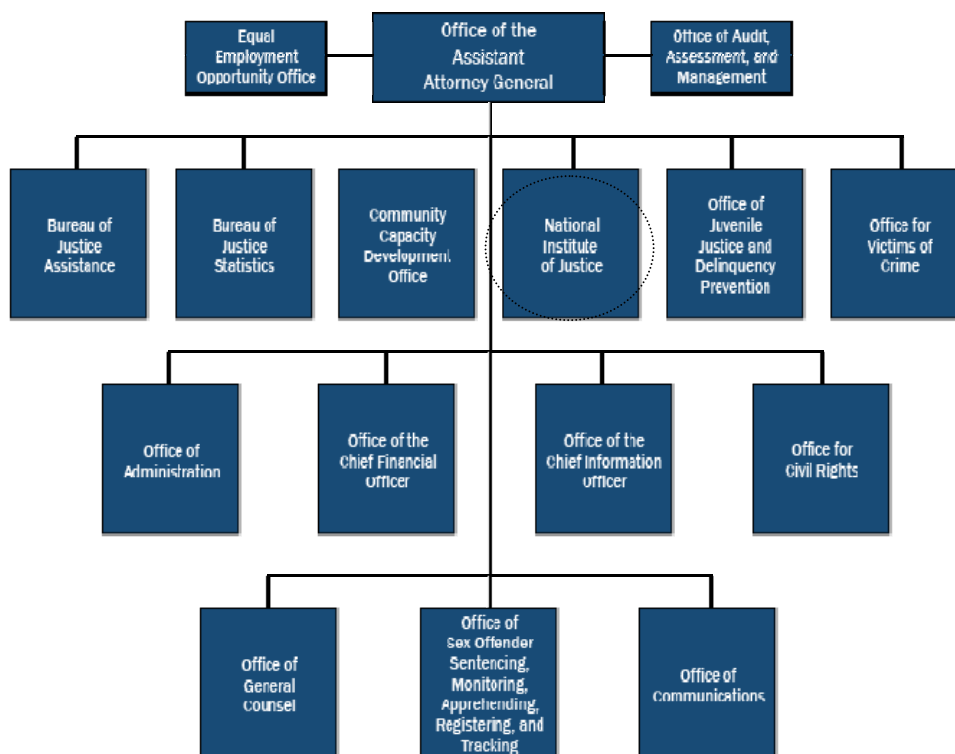 Equal
Employment
Opportunity Office
Office of the
Assistant
Attorney General
Office of Audit,
Assessment, and
Management
Bureau of
Justice
Assistance
Bureau of
Justice
Statistics
Community
Capacity
Development
Office
National
Institute
of Justice
Office of
Juvenile
Justice and
Delinquency
Prevention
Office for
Victims of
Crime
Office of
Administration
Office of the
Chief Financial
Officer
Office of the
Chief Information
Officer
Office for
Civil Rights
Office of
General
Counsel
Office of
Sex Offender
Sentencing,
Monitoring,
Apprehending,
Registering, and
Tracking
Office of
Communications